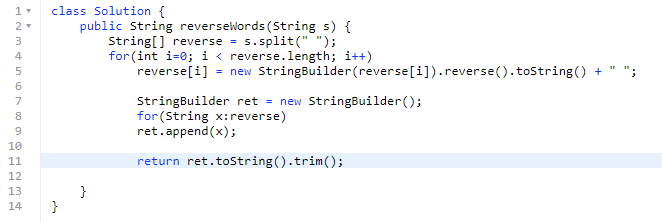 1 class Solution {
2     public String reverseWords(String s) {
3         String[] reverse = s.split(" ");
4         for(int i=0; i < reverse.length; i++)
5             reverse[i] = new StringBuilder(reverse[i]).reverse().toString() + " ";
6
7             StringBuilder ret = new StringBuilder();
8             for(String x:reverse)
9             ret.append(x);
10
11             return ret.toString().trim();
12
13     }
14 }